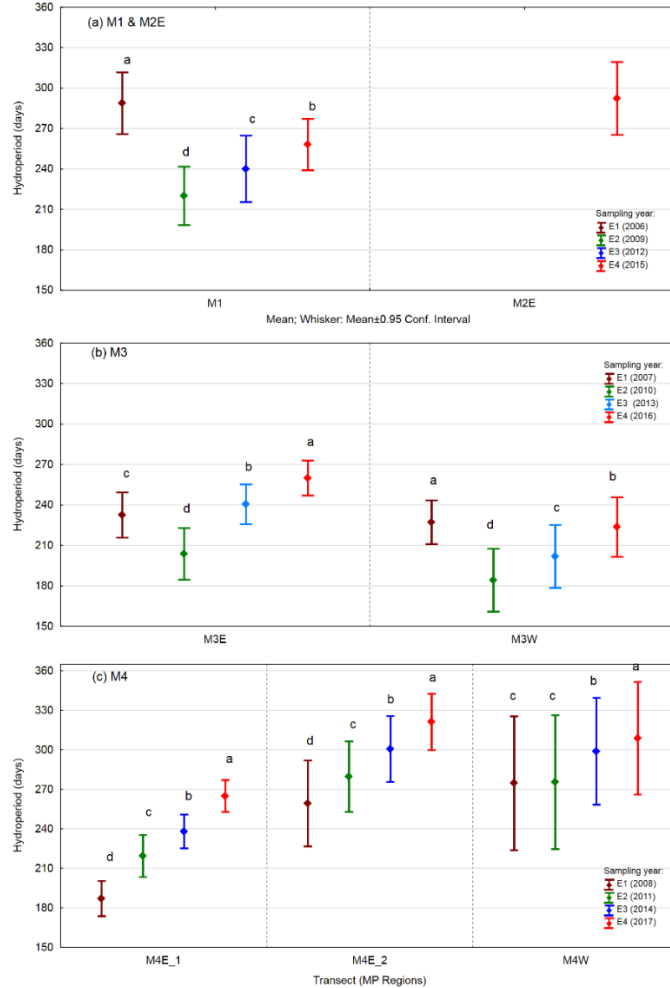 (a) M1 & M2E
Hydroperiod (days)
360
330
300
270
240
210
180
150
a
d
c
b
Sampling year:
E1 (2006)
E2 (2009)
E3 (2012)
E4 (2015)
M1
M2E
Mean; Whisker: Mean±0.95 Conf. Interval
(b) M3
Hydroperiod (days)
360
330
300
270
240
210
180
150
c
d
b
a
a
d
c
b
Sampling year:
E1 (2007)
E2 (2010)
E3 (2013)
E4 (2016)
M3E
M3W
(c) M4
Hydroperiod (days)
360
330
300
270
240
210
180
150
d
c
b
a
d
c
b
a
c
c
b
a
Sampling year:
E1 (2008)
E2 (2011)
E3 (2014)
E4 (2017)
M4E_1
M4E_2
M4W
Transect (MP Regions)